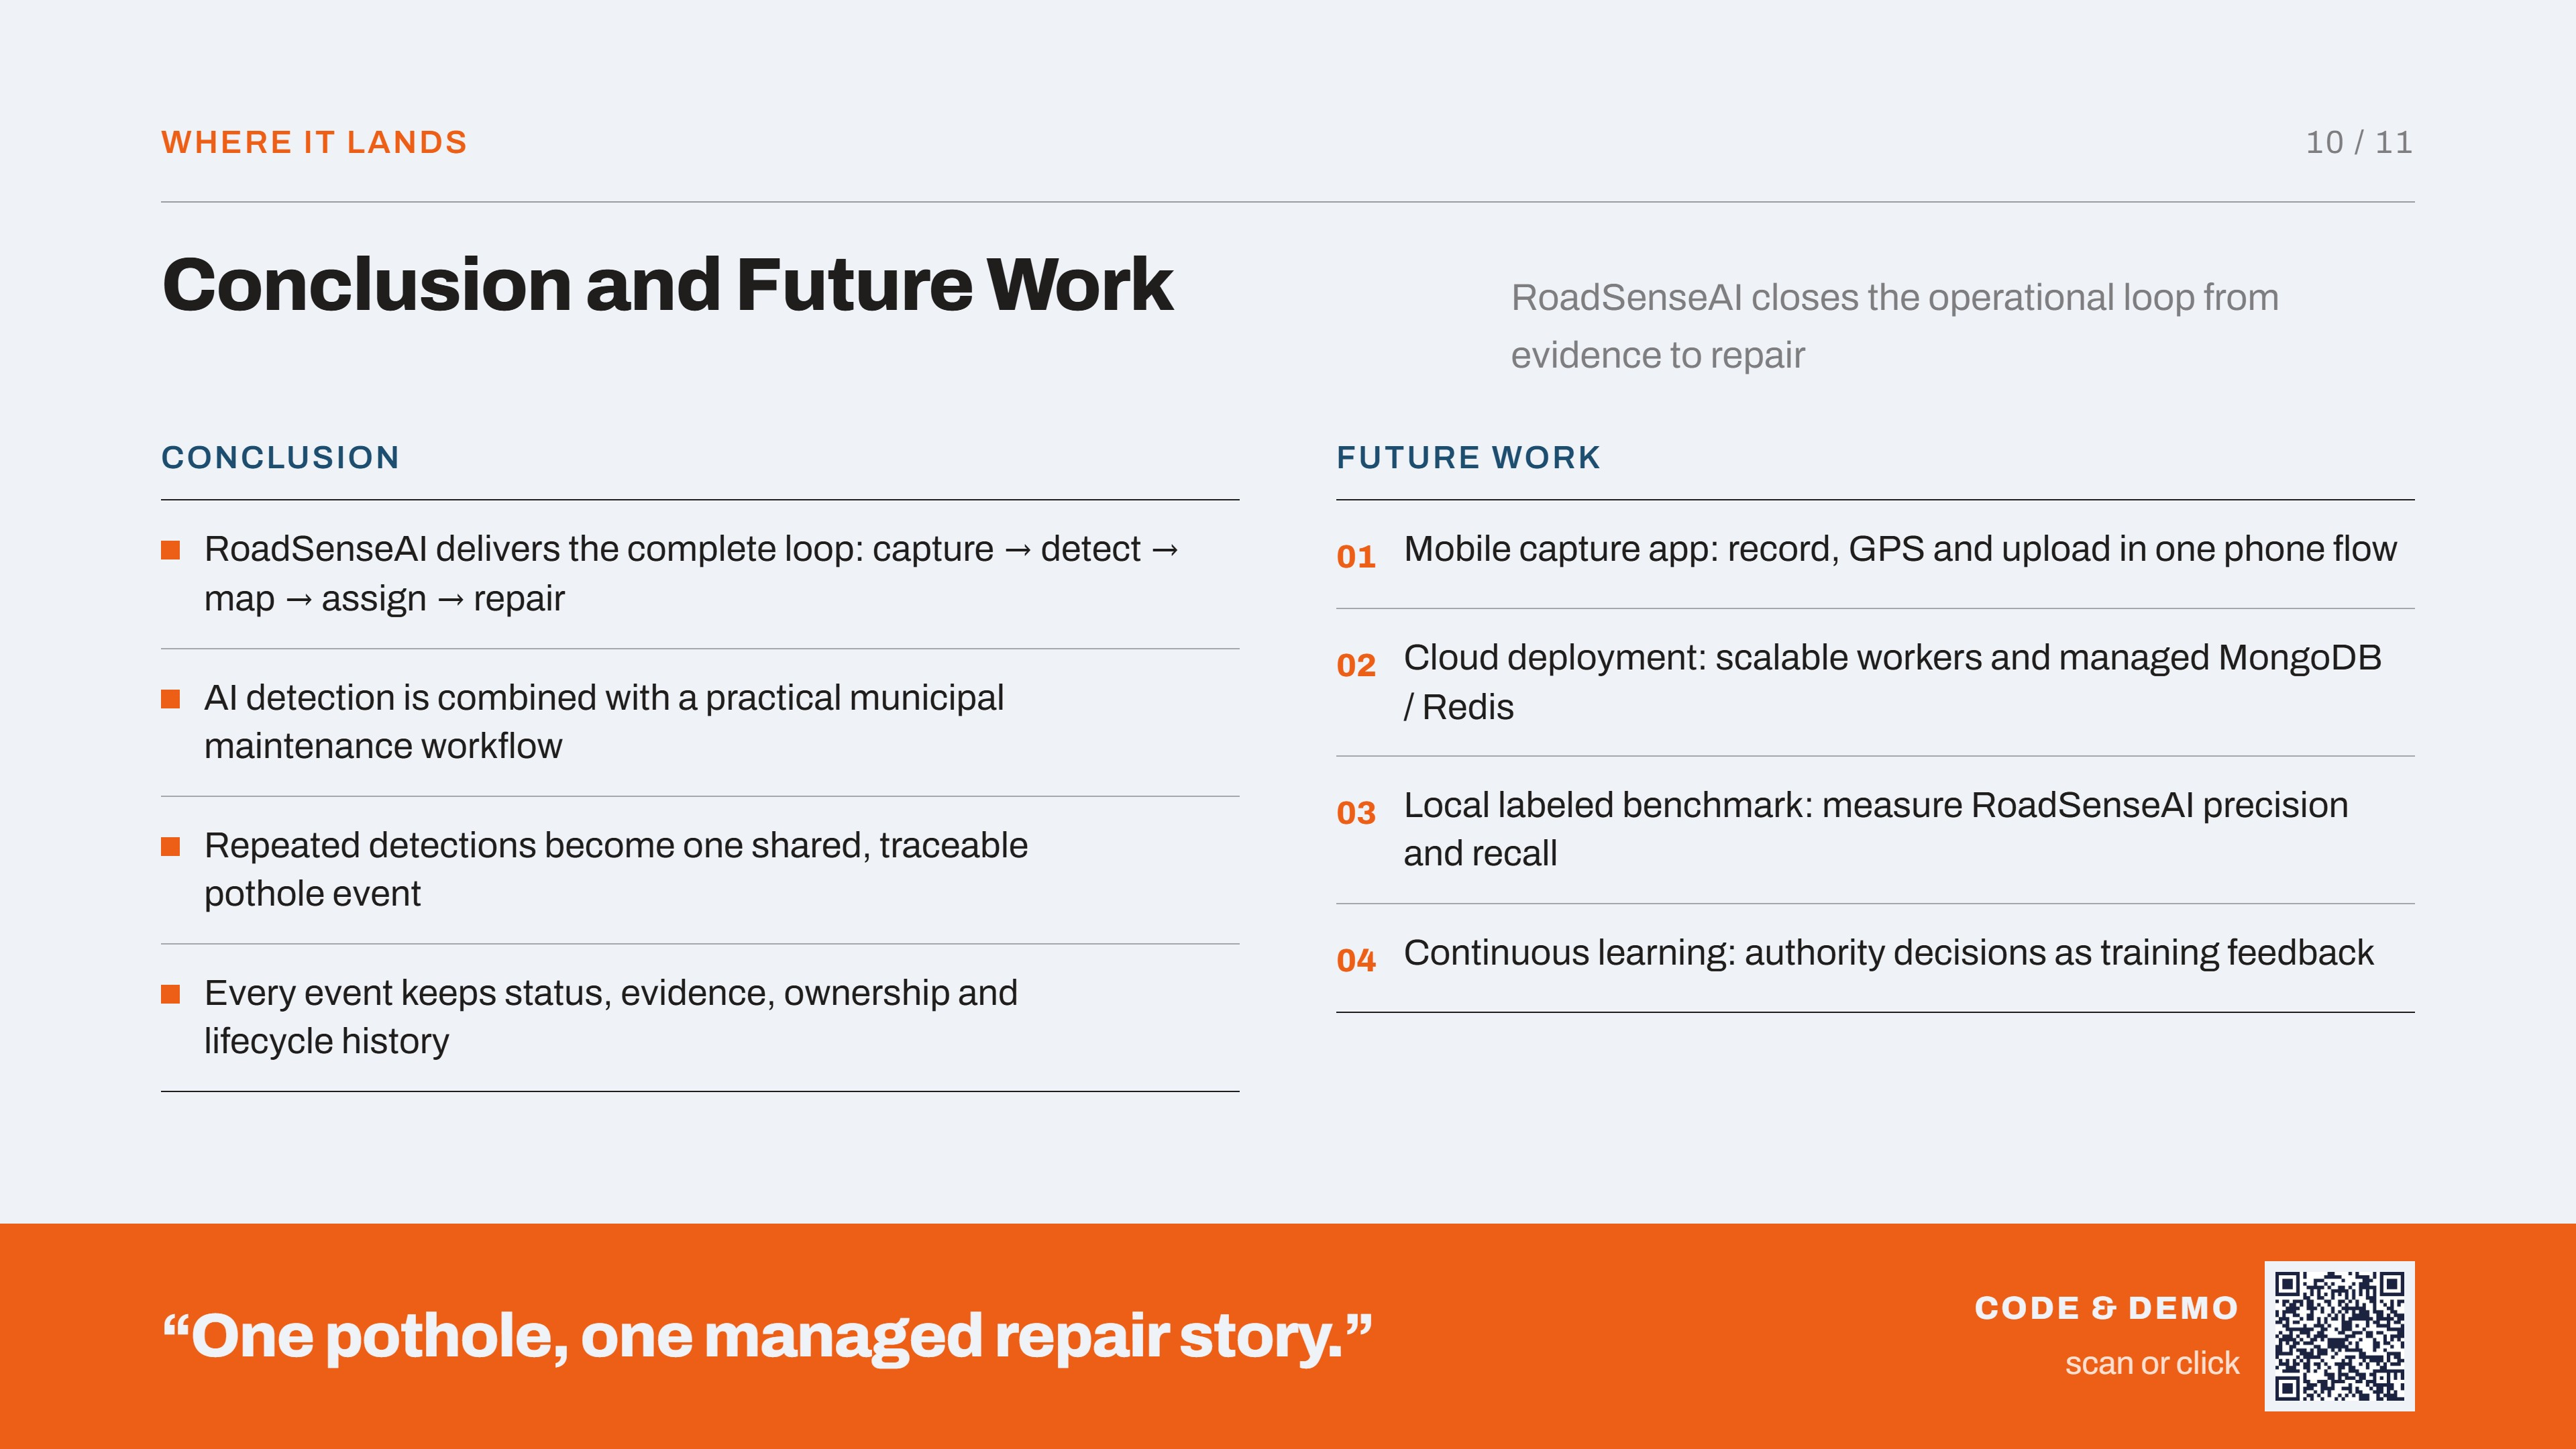 WHERE IT LANDS
10 / 11
Conclusion and Future Work
RoadSenseAI closes the operational loop from
evidence to repair
CONCLUSION
RoadSenseAI delivers the complete loop: capture → detect →
map → assign → repair
AI detection is combined with a practical municipal
maintenance workflow
Repeated detections become one shared, traceable
pothole event
Every event keeps status, evidence, ownership and
lifecycle history
FUTURE WORK
01 Mobile capture app: record, GPS and upload in one phone flow
02 Cloud deployment: scalable workers and managed MongoDB
/ Redis
03 Local labeled benchmark: measure RoadSenseAI precision
and recall
04 Continuous learning: authority decisions as training feedback
“One pothole, one managed repair story.”
CODE & DEMO
scan or click